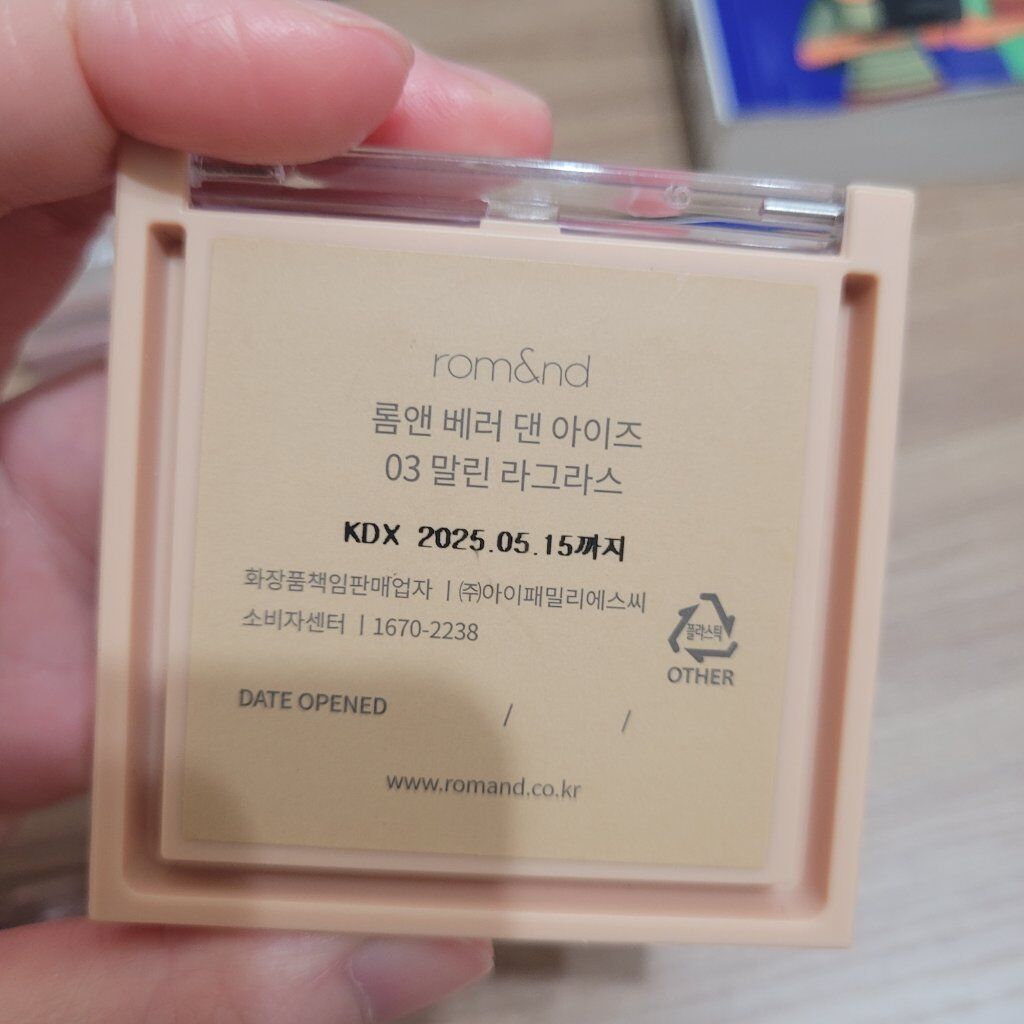 rom&nd
롬앤 베러 댄 아이즈
03 말린 라그라스
KDX 2025.05.15까지
화장품책임판매업자 ㅣ㈜아이패밀리에스씨
소비자센터 ㅣ1670-2238
플라스틱
OTHER
DATE OPENED / /
www.romand.co.kr